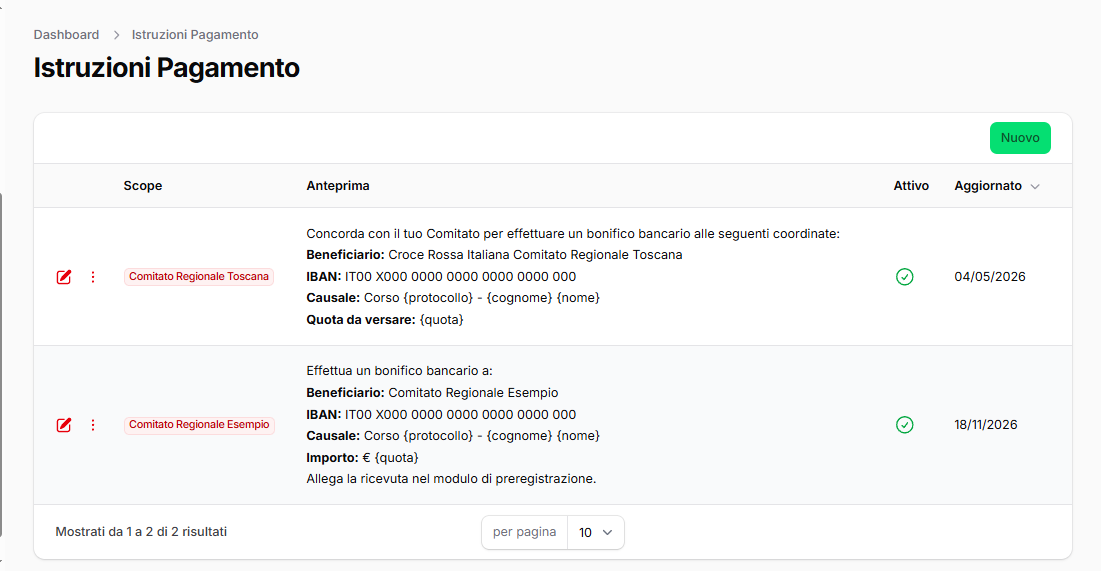 Dashboard > Istruzioni Pagamento
Istruzioni Pagamento
Nuovo
Scope Anteprima Attivo Aggiornato
Concorda con il tuo Comitato per effettuare un bonifico bancario alle seguenti coordinate:
Beneficiario: Croce Rossa Italiana Comitato Regionale Toscana
Comitato Regionale Toscana IBAN: IT00 X000 0000 0000 0000 0000 000 04/05/2026
Causale: Corso {protocollo} - {cognome} {nome}
Quota da versare: {quota}
Effettua un bonifico bancario a:
Beneficiario: Comitato Regionale Esempio
IBAN: IT00 X000 0000 0000 0000 0000 000
Comitato Regionale Esempio 18/11/2026
Causale: Corso {protocollo} - {cognome} {nome}
Importo: € {quota}
Allega la ricevuta nel modulo di preregistrazione.
Mostrati da 1 a 2 di 2 risultati per pagina 10